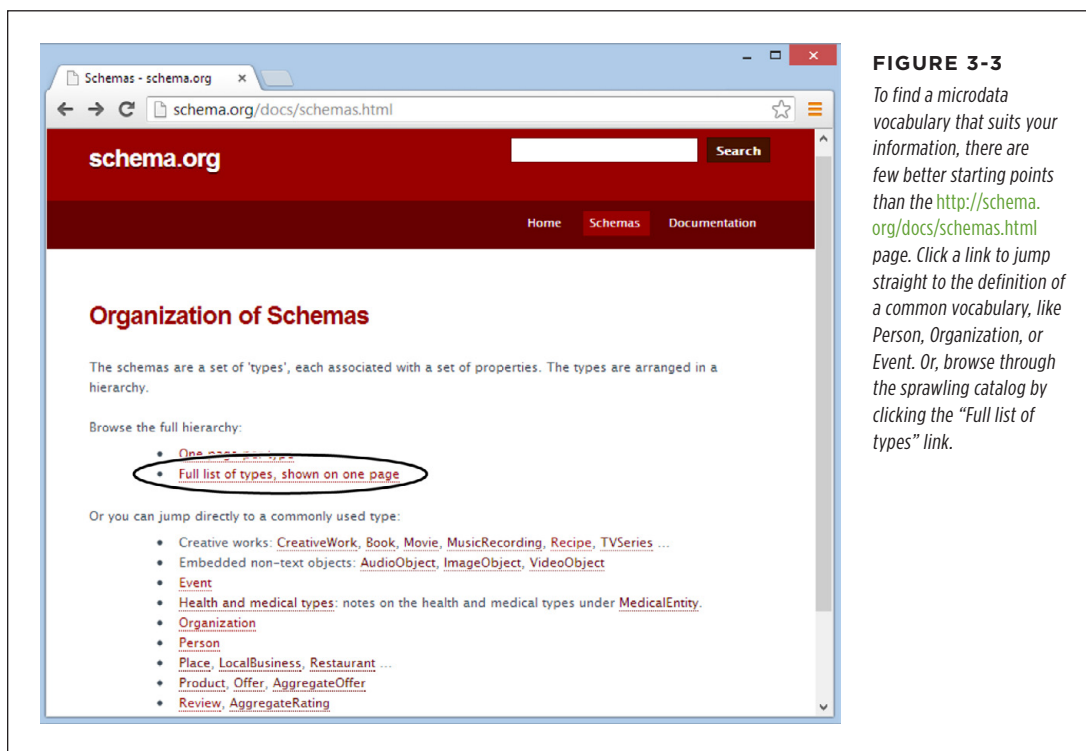 Schemas - schema.org
schema.org/docs/schemas.html
schema.org
Search
Home Schemas Documentation
Organization of Schemas
The schemas are a set of 'types', each associated with a set of properties. The types are arranged in a
hierarchy.
Browse the full hierarchy:
• One page per type
• Full list of types, shown on one page
Or you can jump directly to a commonly used type:
• Creative works: CreativeWork, Book, Movie, MusicRecording, Recipe, TVSeries ...
• Embedded non-text objects: AudioObject, ImageObject, VideoObject
• Event
• Health and medical types: notes on the health and medical types under MedicalEntity.
• Organization
• Person
• Place, LocalBusiness, Restaurant ...
• Product, Offer, AggregateOffer
• Review, AggregateRating
FIGURE 3-3
To find a microdata
vocabulary that suits your
information, there are
few better starting points
than the http://schema.
org/docs/schemas.html
page. Click a link to jump
straight to the definition of
a common vocabulary, like
Person, Organization, or
Event. Or, browse through
the sprawling catalog by
clicking the “Full list of
types” link.